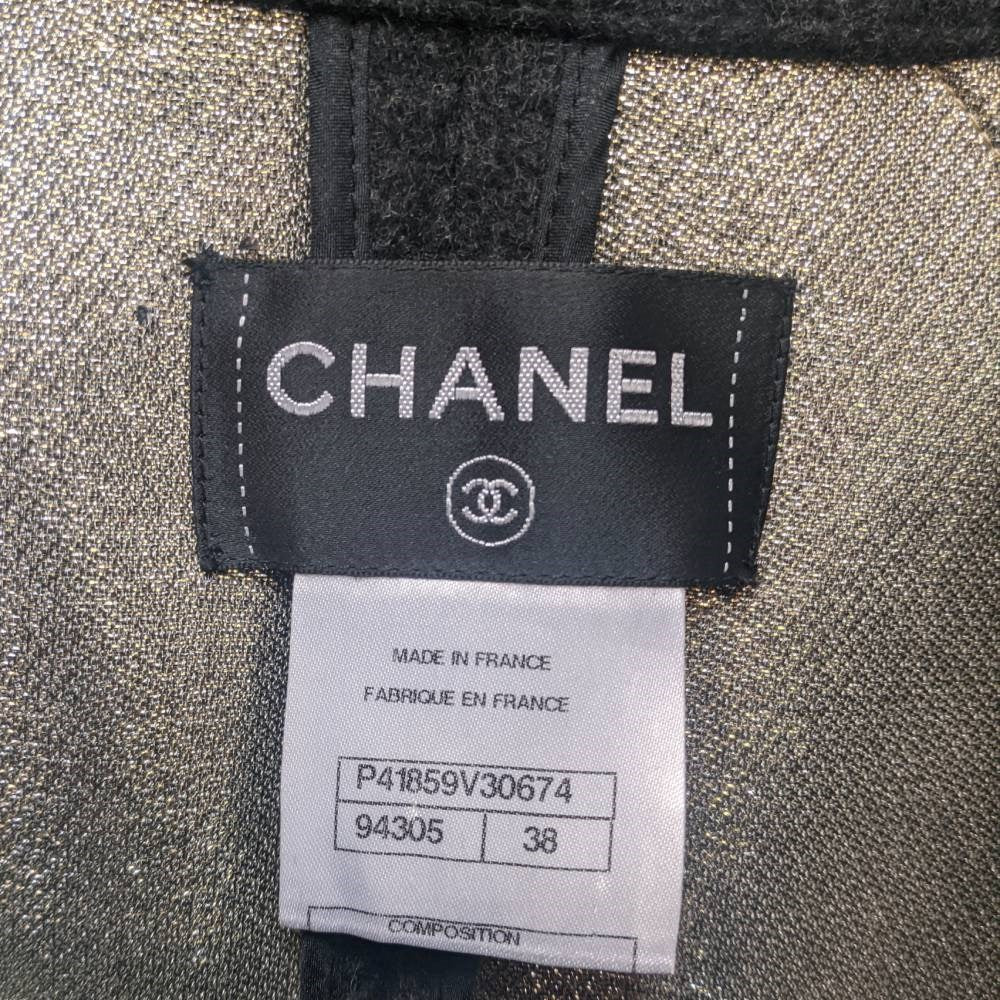 CHANEL
MADE IN FRANCE
FABRIQUE EN FRANCE
P41859V30674
94305 38
COMPOSITION